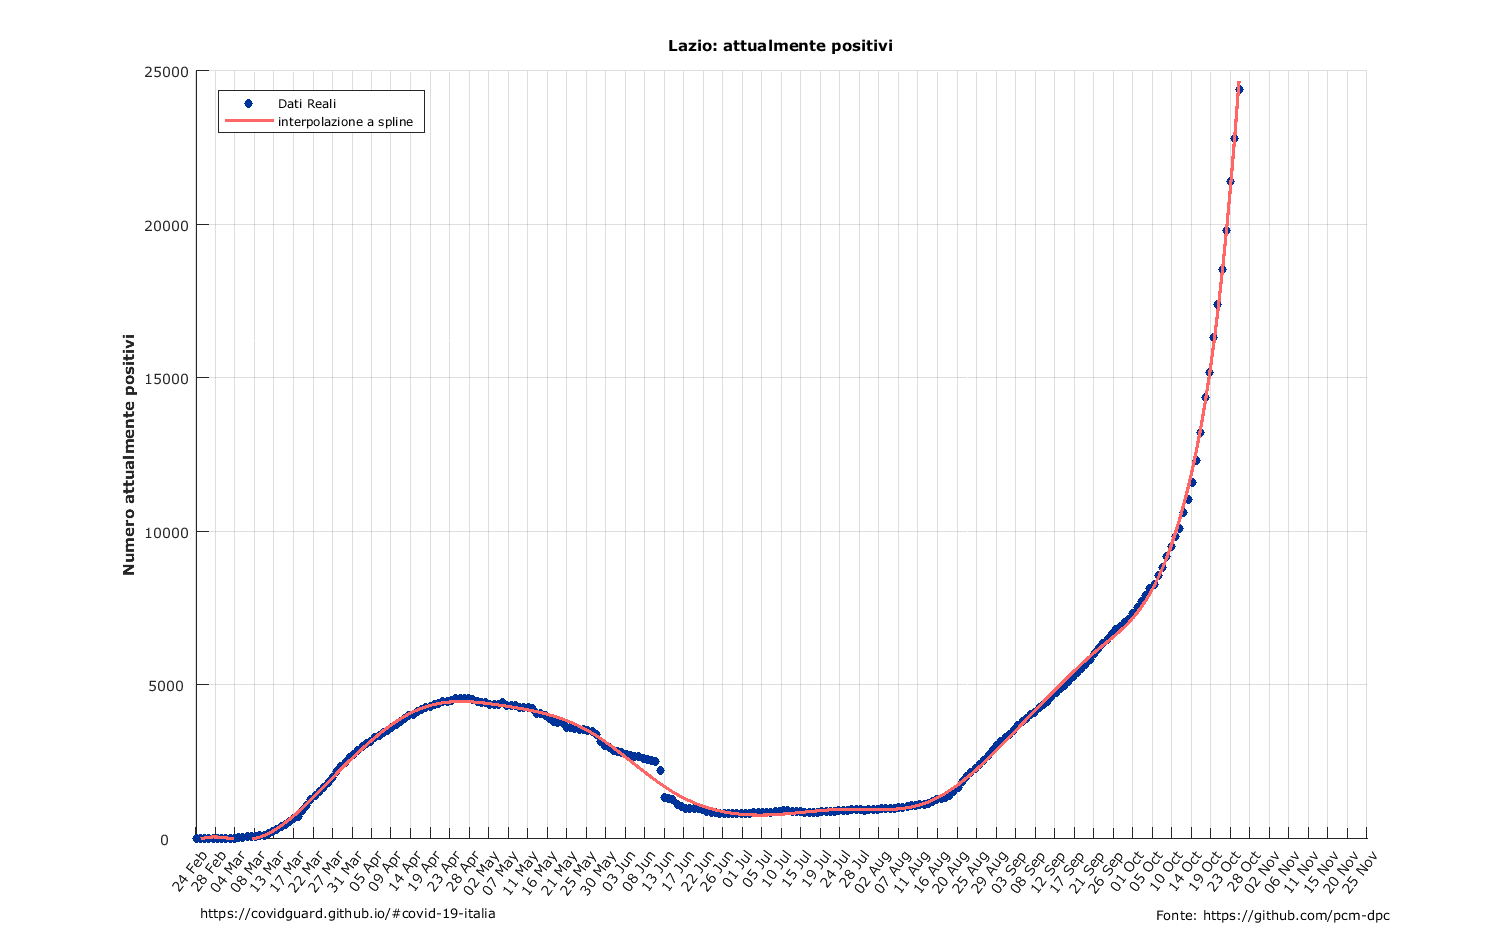 Lazio: attualmente positivi
25000
20000
15000
10000
5000
0
Numero attualmente positivi
Dati Reali
interpolazione a spline
24 Feb
28 Feb
04 Mar
08 Mar
13 Mar
17 Mar
22 Mar
27 Mar
31 Mar
05 Apr
09 Apr
14 Apr
19 Apr
23 Apr
28 Apr
02 May
07 May
11 May
16 May
21 May
25 May
30 May
03 Jun
08 Jun
13 Jun
17 Jun
22 Jun
26 Jun
01 Jul
05 Jul
10 Jul
15 Jul
19 Jul
24 Jul
28 Jul
02 Aug
07 Aug
11 Aug
16 Aug
20 Aug
25 Aug
29 Aug
03 Sep
08 Sep
12 Sep
17 Sep
21 Sep
26 Sep
01 Oct
05 Oct
10 Oct
14 Oct
19 Oct
23 Oct
28 Oct
02 Nov
06 Nov
11 Nov
15 Nov
20 Nov
25 Nov
https://covidguard.github.io/#covid-19-italia
Fonte: https://github.com/pcm-dpc